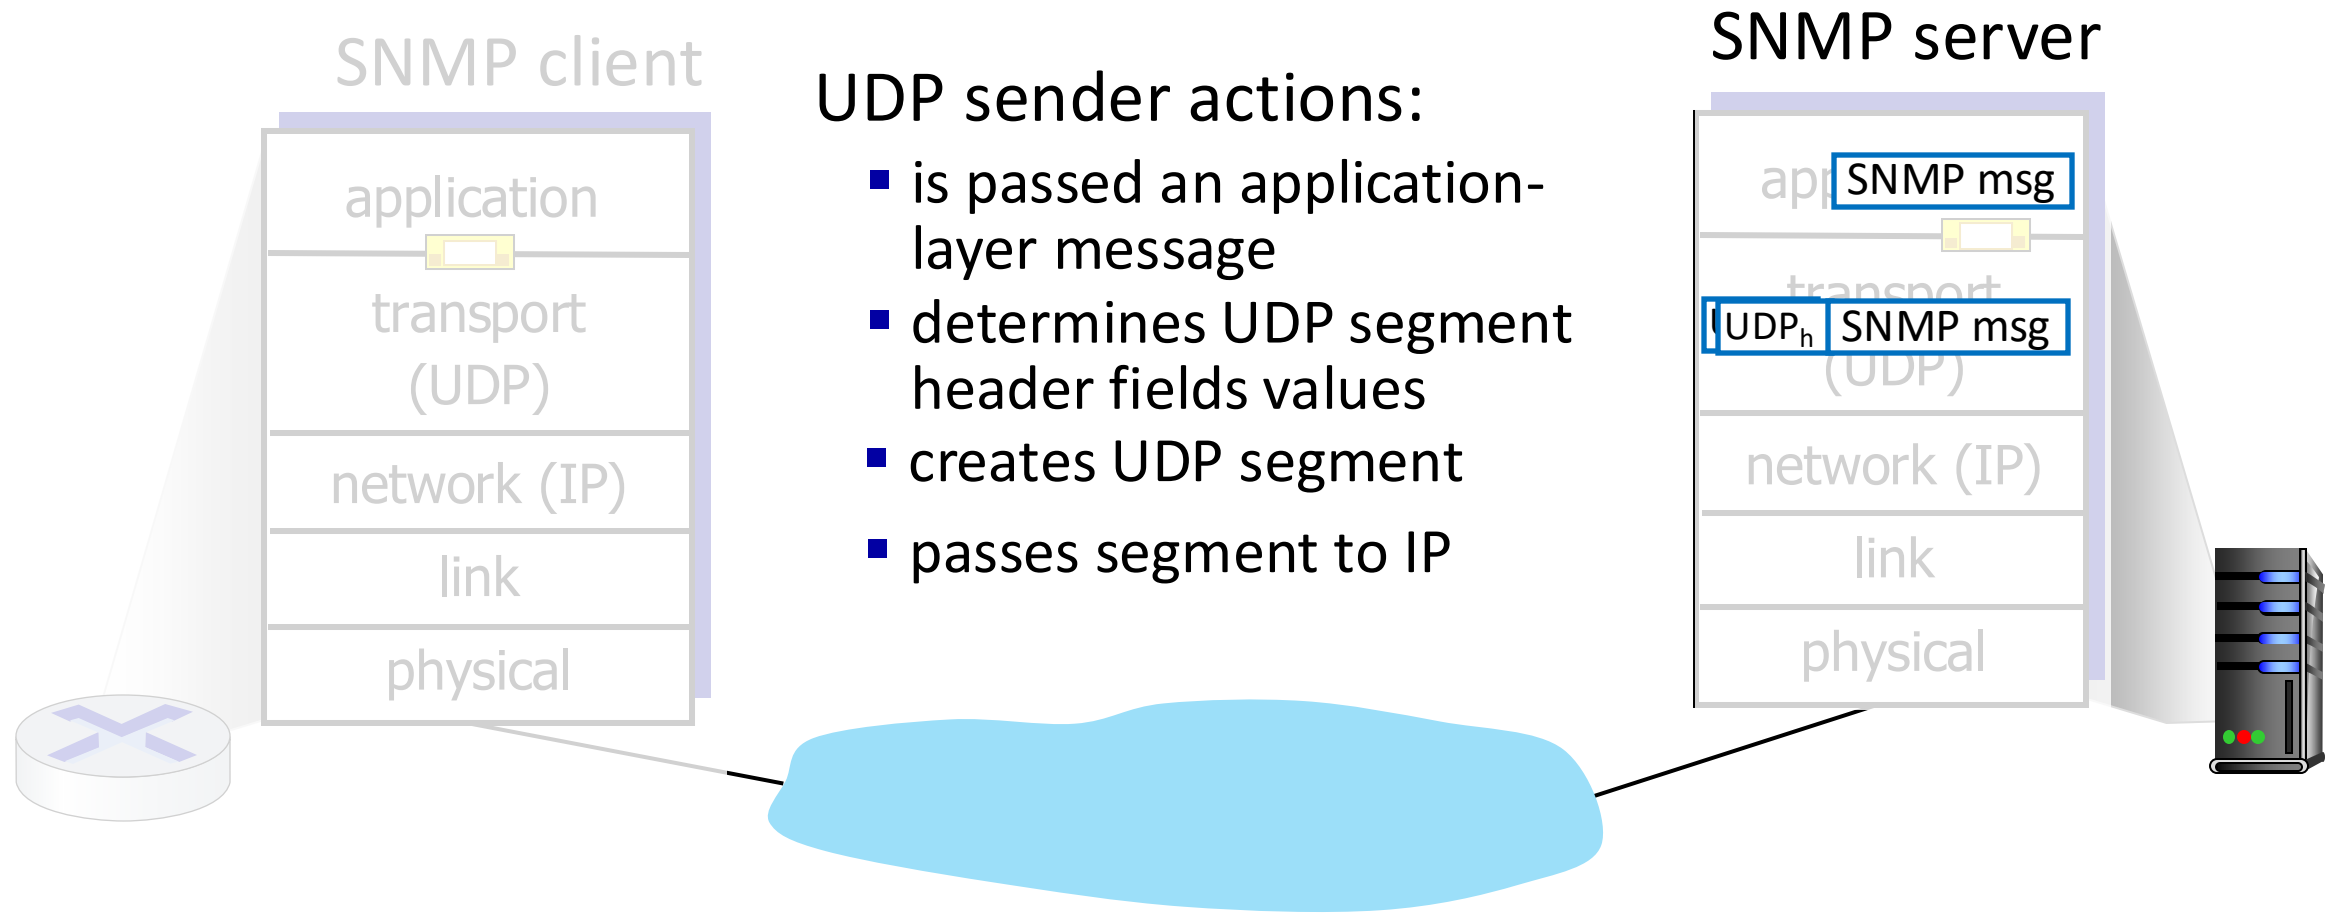 SNMP client
application
transport
(UDP)
network (IP)
link
physical
UDP sender actions:
is passed an application-
layer message
determines UDP segment
header fields values
creates UDP segment
passes segment to IP
SNMP server
SNMP msg
transport
UDPh SNMP msg
(UDP)
network (IP)
link
physical